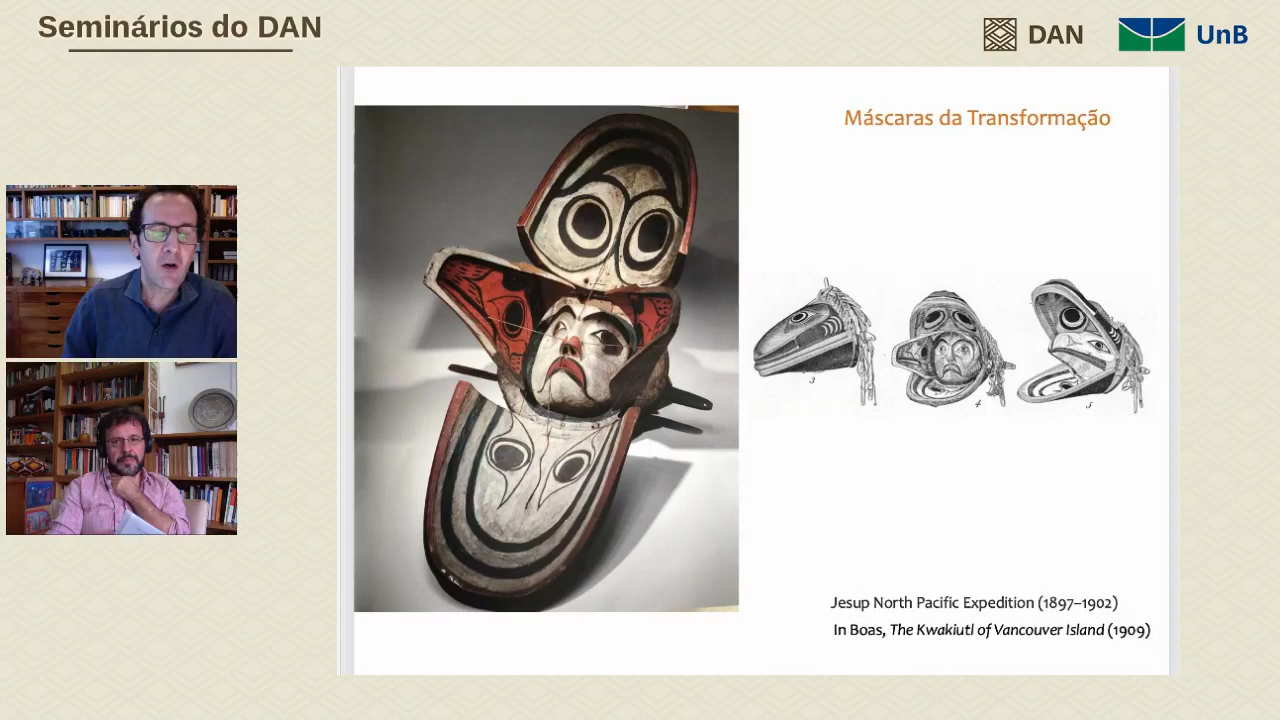 Seminários do DAN
DAN
UnB
Máscaras da Transformação
3
4
5
Jesup North Pacific Expedition (1897–1902)
In Boas, The Kwakiutl of Vancouver Island (1909)